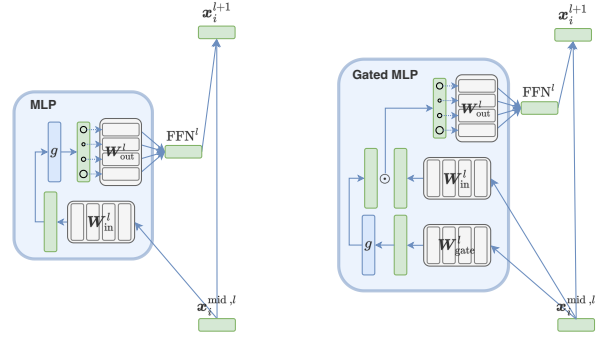 x_i^{l+1}
MLP
FFN^l
g
W_out^l
W_in^l
x_i^{mid,l}
x_i^{l+1}
Gated MLP
FFN^l
W_out^l
⊙
W_in^l
g
W_gate^l
x_i^{mid,l}